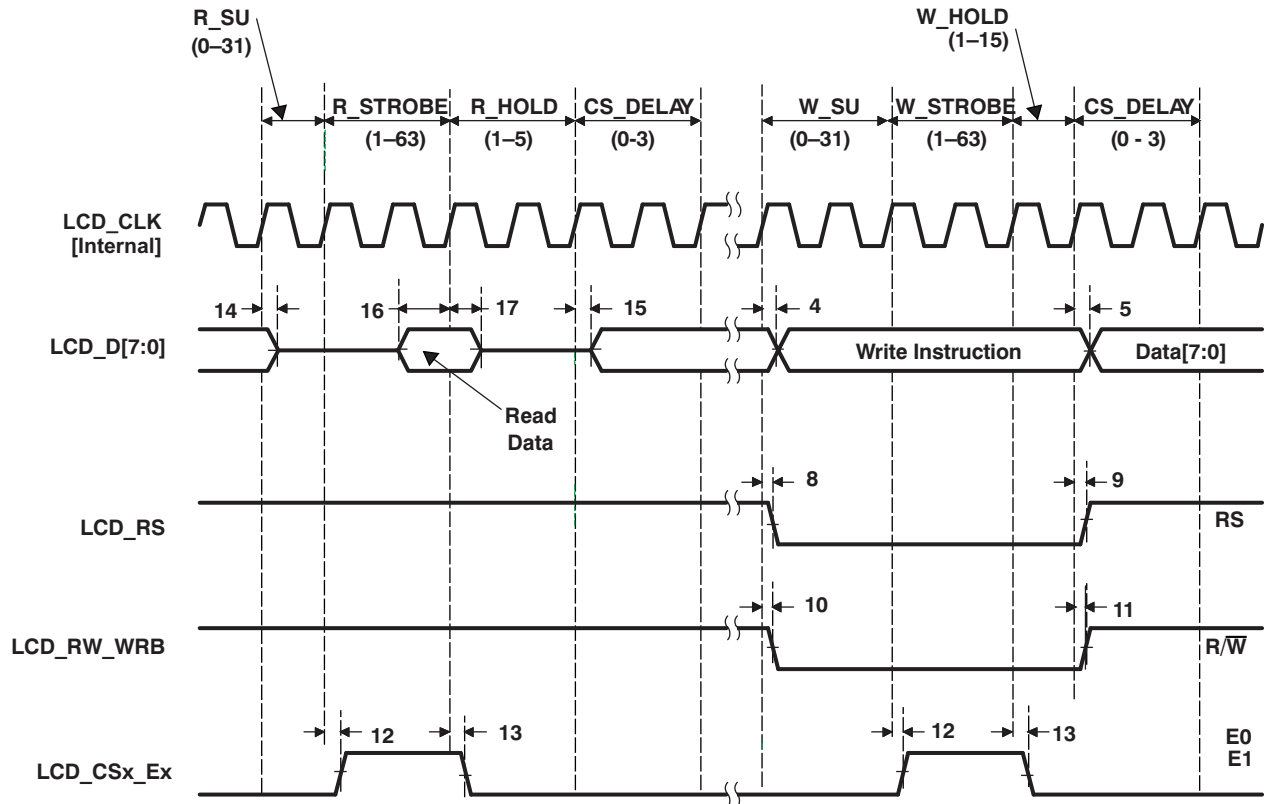 R_SU
(0–31)
W_HOLD
(1–15)
R_STROBE R_HOLD CS_DELAY W_SU W_STROBE CS_DELAY
(1–63) (1–5) (0-3) (0–31) (1–63) (0 - 3)
LCD_CLK
[Internal]
14 16 17 15 4 5
LCD_D[7:0] Write Instruction Data[7:0]
Read
Data
8 9
LCD_RS RS
10 11
LCD_RW_WRB R/W̅
12 13 12 13
LCD_CSx_Ex
E0
E1